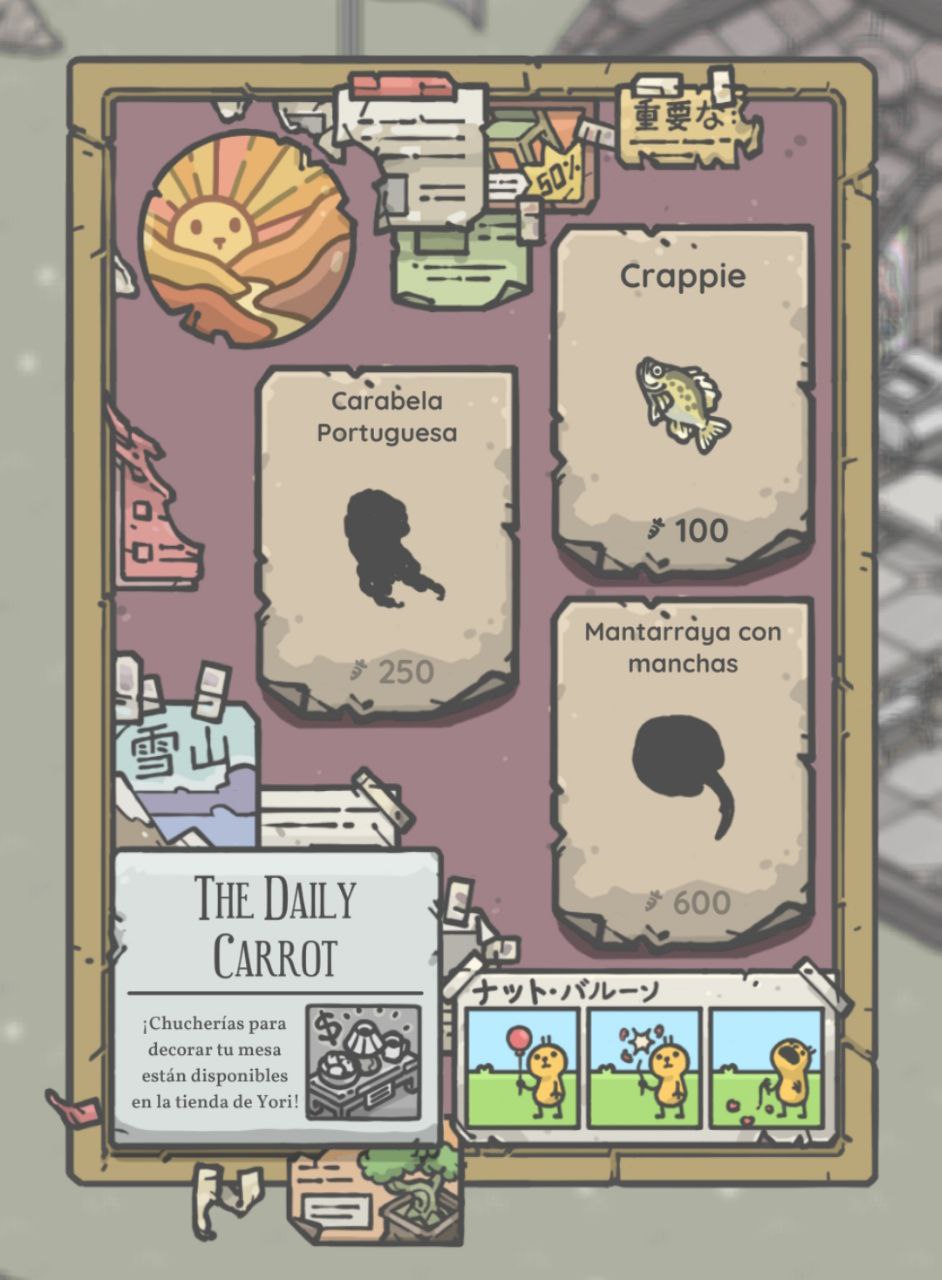 重要な:
50%
Crappie
100
Carabela
Portuguesa
250
Mantarraya con
manchas
600
雪山
THE DAILY
CARROT
¡Chucherías para
decorar tu mesa
están disponibles
en la tienda de Yori!
$
ナット・バルーン